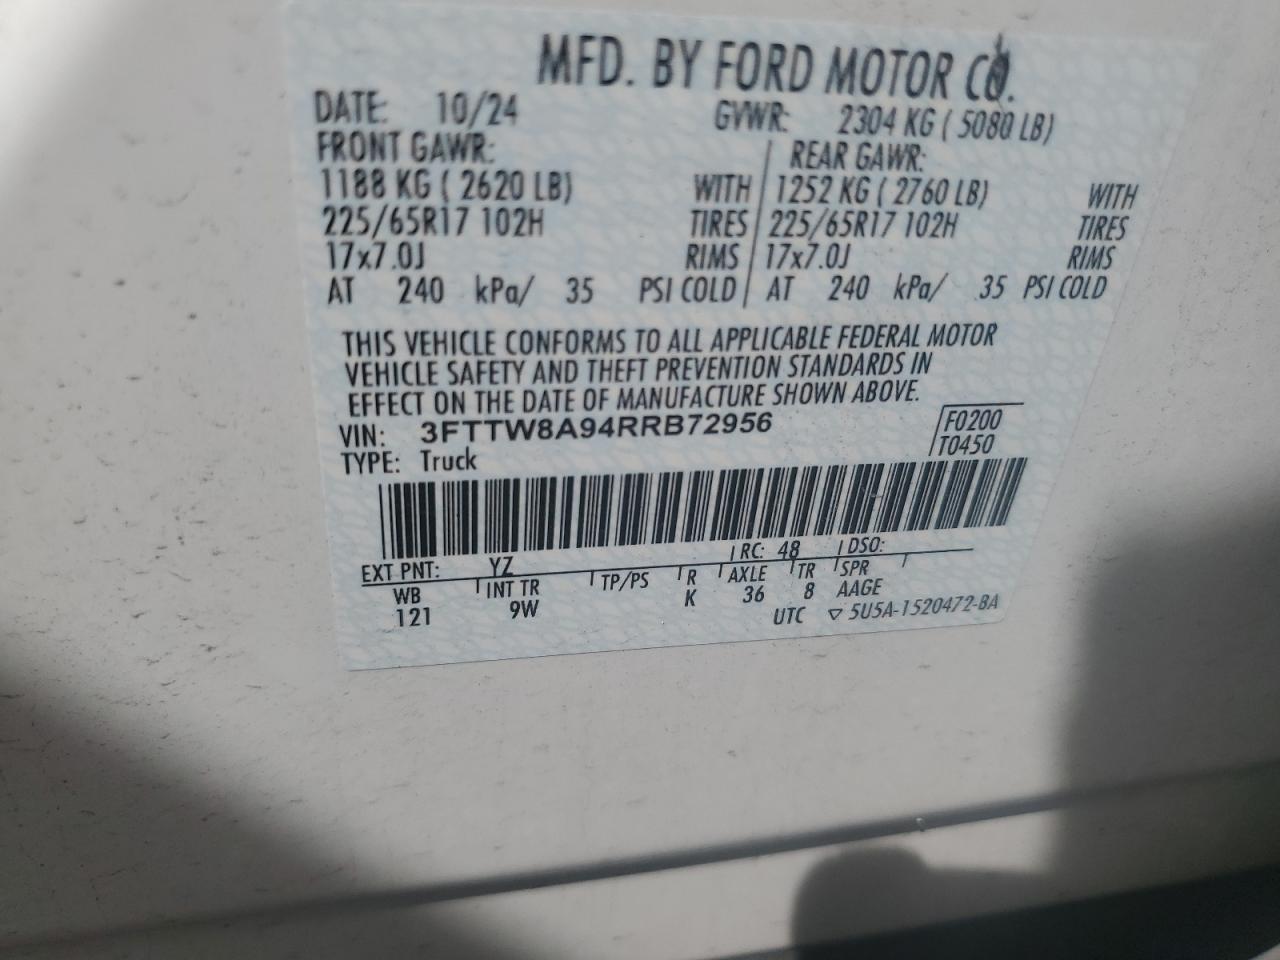 MFD. BY FORD MOTOR CO.
DATE: 10/24 GVWR: 2304 KG ( 5080 LB)
FRONT GAWR: REAR GAWR:
1188 KG ( 2620 LB) WITH 1252 KG ( 2760 LB) WITH
225/65R17 102H TIRES 225/65R17 102H TIRES
17x7.0J RIMS 17x7.0J RIMS
AT 240 kPa/ 35 PSI COLD AT 240 kPa/ 35 PSI COLD
THIS VEHICLE CONFORMS TO ALL APPLICABLE FEDERAL MOTOR
VEHICLE SAFETY AND THEFT PREVENTION STANDARDS IN
EFFECT ON THE DATE OF MANUFACTURE SHOWN ABOVE.
VIN: 3FTTW8A94RRB72956 F0200
TYPE: Truck T0450
EXT PNT: YZ RC: 48 DSO:
WB INT TR TP/PS R AXLE TR SPR
121 9W K 36 8 AAGE
UTC ▽ 5U5A-1520472-BA